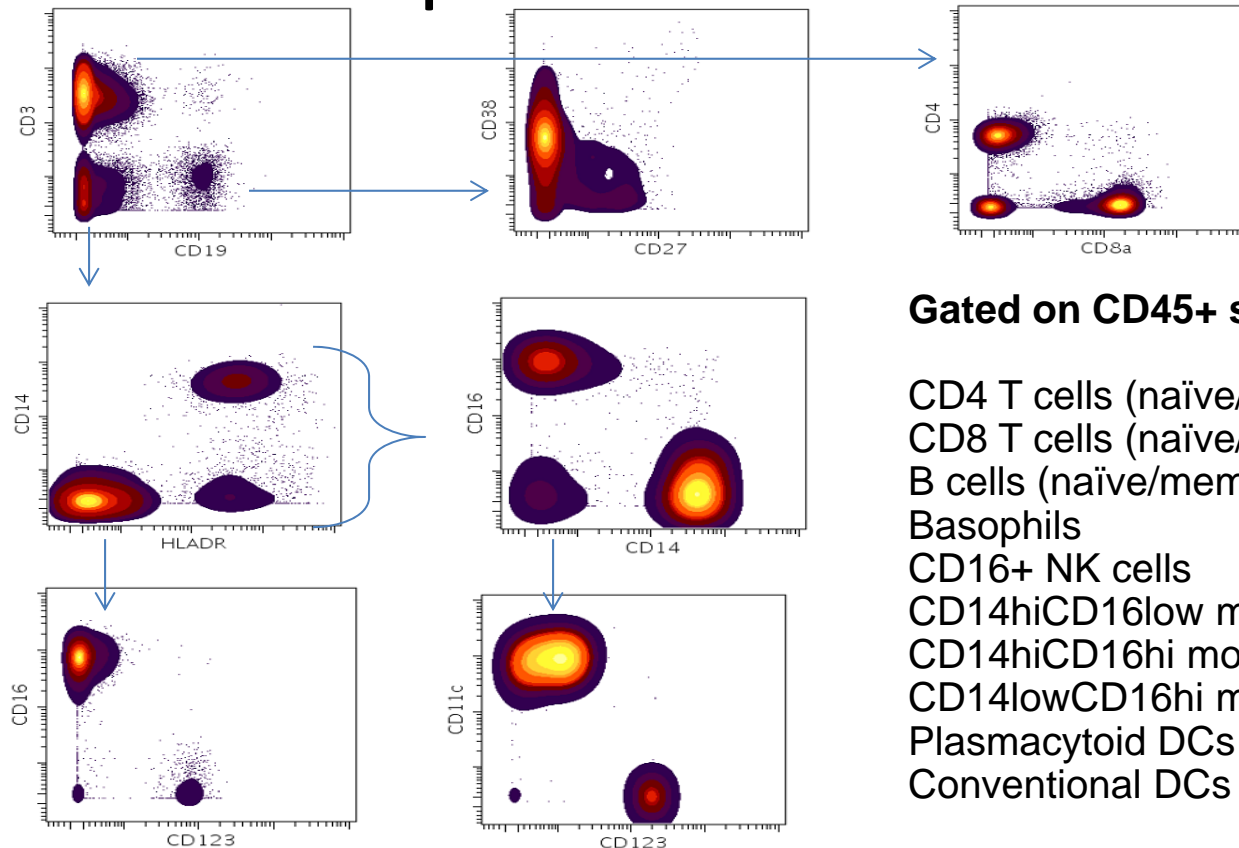 CD3
CD19
CD38
CD27
CD4
CD8a
CD14
HLADR
CD16
CD14
Gated on CD45+
CD4 T cells (naïve/
CD8 T cells (naïve/
B cells (naïve/mem
Basophils
CD16+ NK cells
CD14hiCD16low m
CD14hiCD16hi mo
CD14lowCD16hi m
Plasmacytoid DCs
Conventional DCs
CD16
CD123
CD11c
CD123